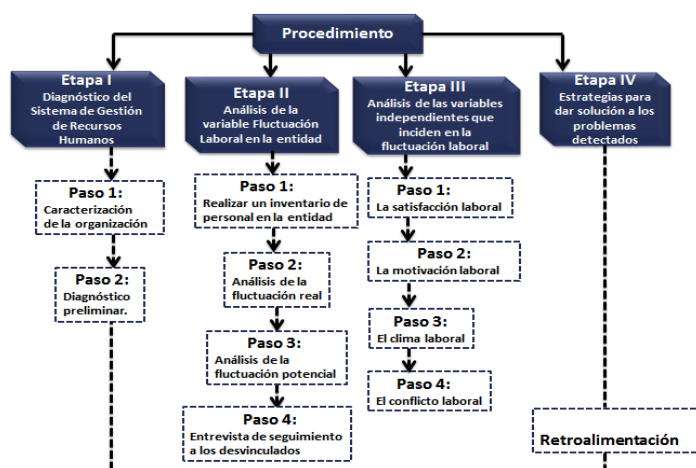 Procedimiento
Etapa I
Diagnóstico del
Sistema de Gestión
de Recursos
Humanos
Paso 1:
Caracterización
de la organización
Paso 2:
Diagnóstico
preliminar.
Etapa II
Análisis de la
variable Fluctuación
Laboral en la entidad
Paso 1:
Realizar un inventario de
personal en la entidad
Paso 2:
Análisis de la
fluctuación real
Paso 3:
Análisis de la
fluctuación potencial
Paso 4:
Entrevista de seguimiento
a los desvinculados
Etapa III
Análisis de las variables
independientes que
inciden en la
fluctuación laboral
Paso 1:
La satisfacción laboral
Paso 2:
La motivación laboral
Paso 3:
El clima laboral
Paso 4:
El conflicto laboral
Etapa IV
Estrategias para
dar solución a los
problemas
detectados
Retroalimentación